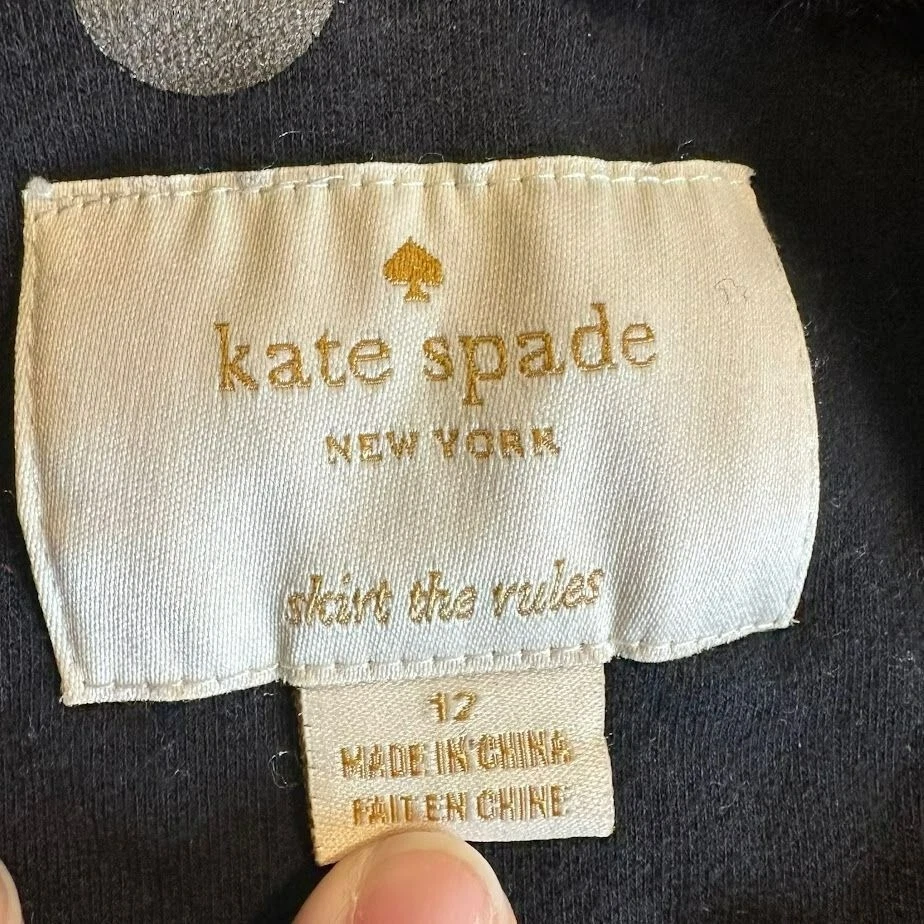 kate spade
NEW YORK
skirt the rules
12
MADE IN CHINA
FAIT EN CHINE